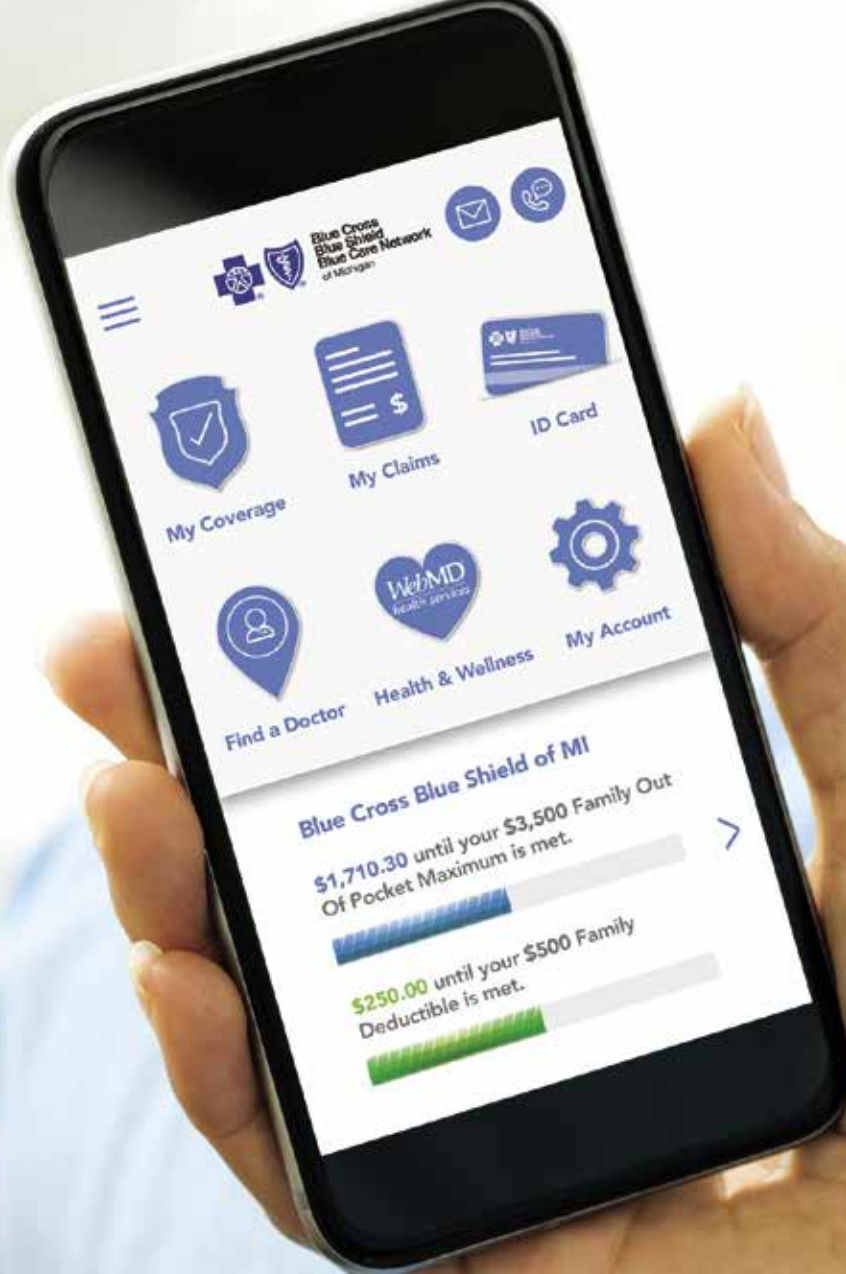 Blue Cross
Blue Shield
Blue Care Network
of Michigan
My Coverage
My Claims
$
ID Card
Find a Doctor
WebMD
health services
Health & Wellness
My Account
Blue Cross Blue Shield of MI
$1,710.30 until your $3,500 Family Out
Of Pocket Maximum is met.
$250.00 until your $500 Family
Deductible is met.